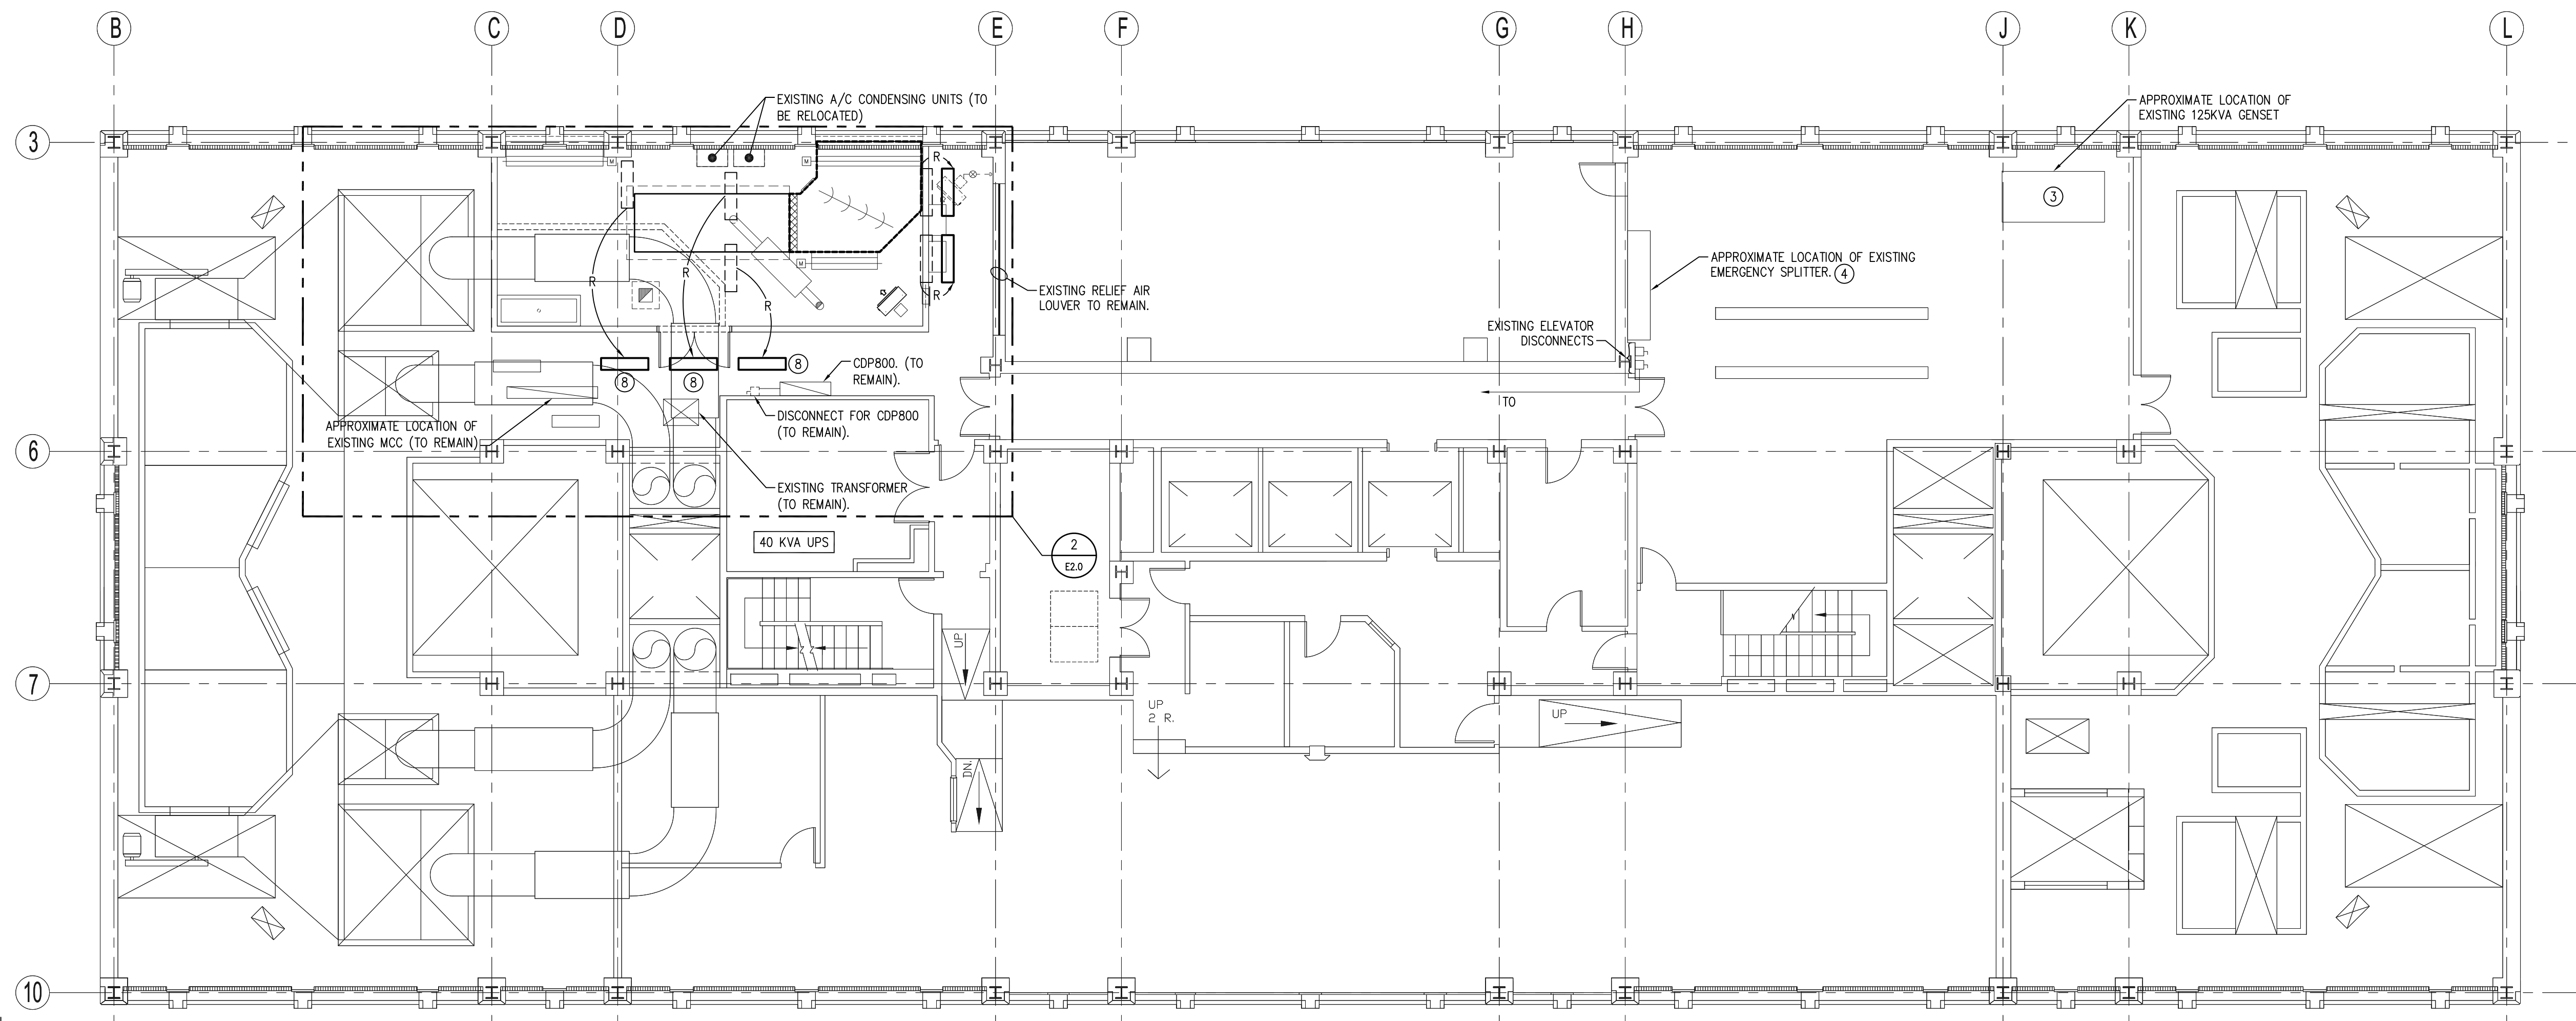 B C D E F G H J K L
3
EXISTING A/C CONDENSING UNITS (TO
BE RELOCATED)
APPROXIMATE LOCATION OF
EXISTING 125KVA GENSET
3
M
R
R
R
R
R
M
APPROXIMATE LOCATION OF EXISTING
EMERGENCY SPLITTER. 4
EXISTING RELIEF AIR
LOUVER TO REMAIN.
EXISTING ELEVATOR
DISCONNECTS
8
8
8
CDP800. (TO
REMAIN).
TO
DISCONNECT FOR CDP800
(TO REMAIN).
APPROXIMATE LOCATION OF
EXISTING MCC (TO REMAIN)
6
EXISTING TRANSFORMER
(TO REMAIN).
40 KVA UPS
2
E2.0
UP
7
UP
2 R.
UP
DN.
10